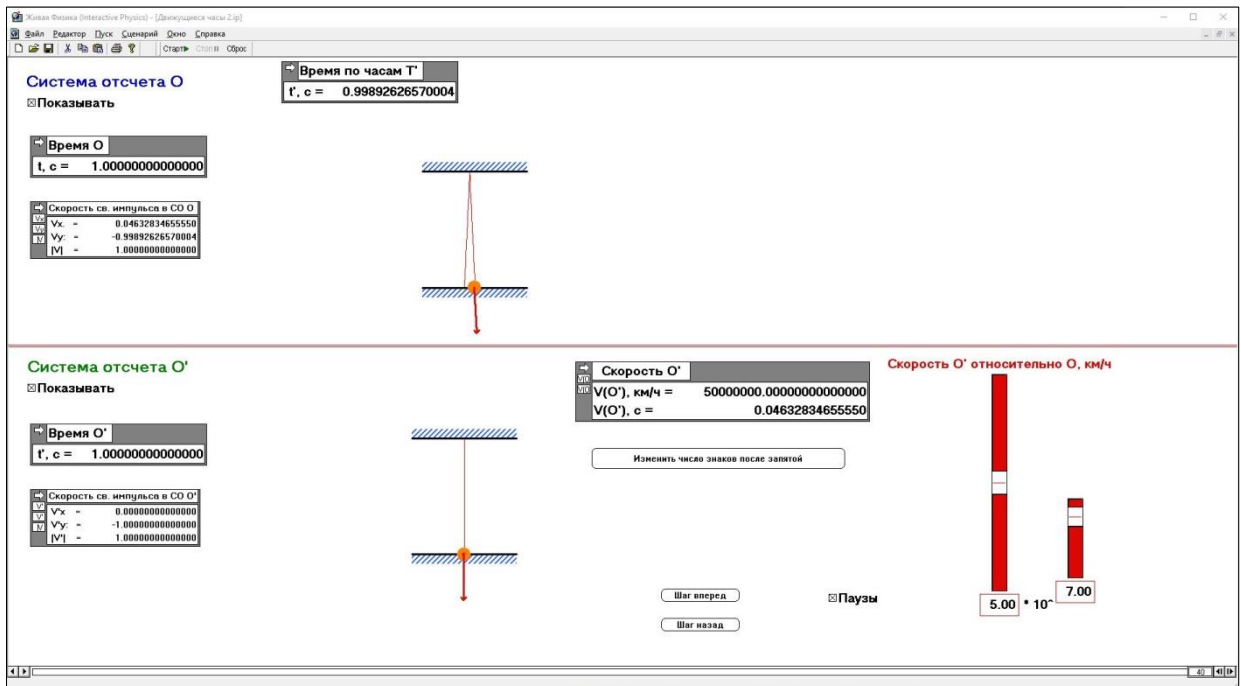 Живая Физика (Interactive Physics) - [Движущиеся часы 2.ip]
Файл Редактор Пуск Сценарий Окно Справка
Старт Стоп Сброс
Система отсчета O
Показывать
Время по часам T'
t', c = 0.99892626570004
Время O
t, c = 1.00000000000000
Скорость св. импульса в СО O
Vx. = 0.04632834655550
Vy: = -0.99892626570004
|V| = 1.00000000000000
Система отсчета O'
Показывать
Время O'
t', c = 1.00000000000000
Скорость св. импульса в СО O'
V'x = 0.00000000000000
V'y: = -1.00000000000000
|V'| = 1.00000000000000
Скорость O'
V(O'), км/ч = 50000000.00000000000000
V(O'), c = 0.04632834655550
Изменить число знаков после запятой
Шаг вперед
Шаг назад
Паузы
Скорость O' относительно O, км/ч
5.00 * 10^ 7.00
40